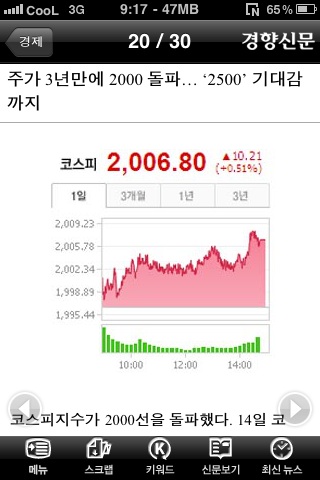 CooL 3G 9:17 - 47MB N 65%
경제 20 / 30 경향신문
주가 3년만에 2000 돌파… ‘2500’ 기대감
까지
코스피 2,006.80 ▲10.21
(+0.51%)
1일 3개월 1년 3년
2,009.23
2,005.78
2,002.34
1,998.89
1,995.44
10:00 12:00 14:00
코스피지수가 2000선을 돌파했다. 14일 코
메뉴 스크랩 키워드 신문보기 최신 뉴스